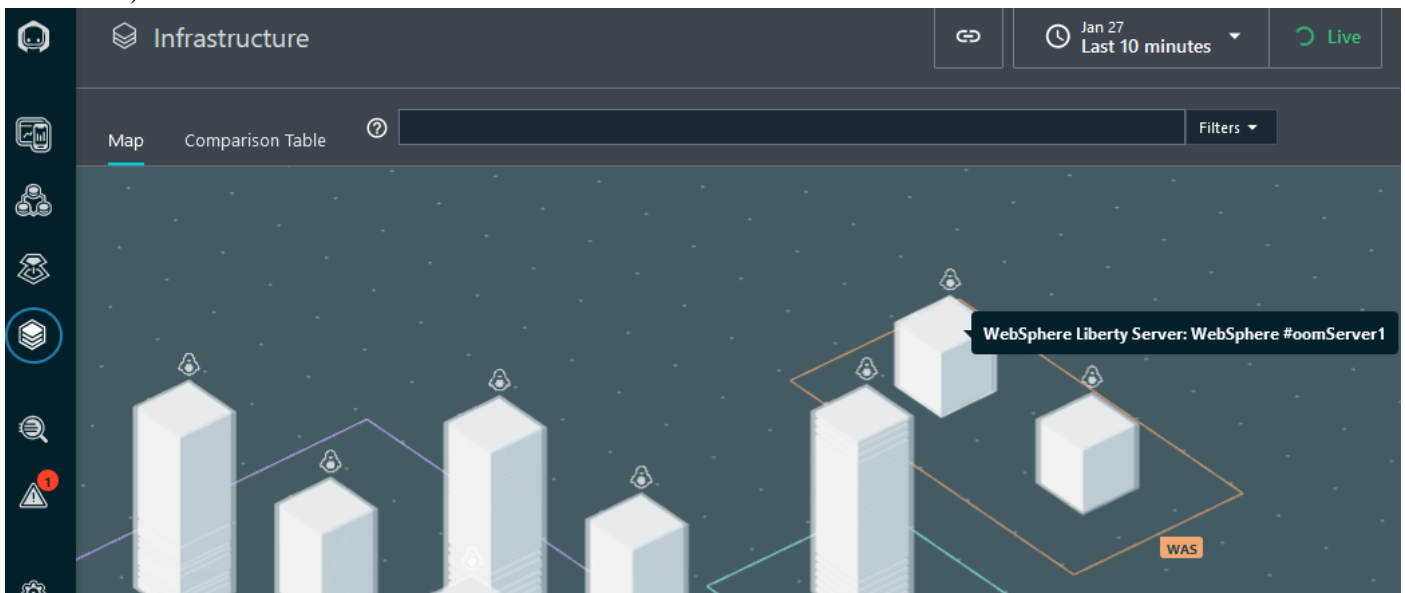 Infrastructure
Jan 27
Last 10 minutes
Live
Map
Comparison Table
?
Filters
WebSphere Liberty Server: WebSphere #oomServer1
1
WAS